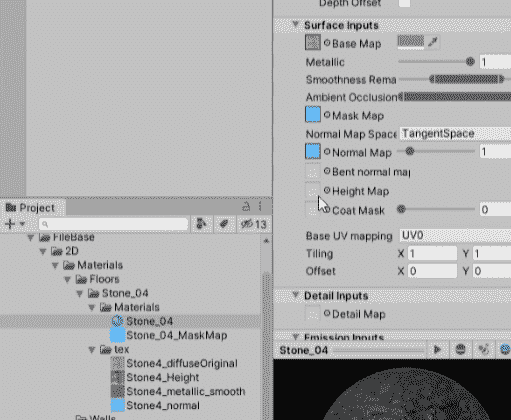 Depth Offset
Surface Inputs
Base Map
Metallic 1
Smoothness Rema
Ambient Occlusion
Mask Map
Normal Map Space TangentSpace
Normal Map 1
Bent normal map
Height Map
Coat Mask 0
Base UV mapping UV0
Tiling X 1 Y 1
Offset X 0 Y 0
Detail Inputs
Detail Map
Emission Inputs
Stone_04
Project
13
FileBase
2D
Materials
Floors
Stone_04
Materials
Stone_04
Stone_04_MaskMap
tex
Stone4_diffuseOriginal
Stone4_Height
Stone4_metallic_smooth
Stone4_normal
Walls